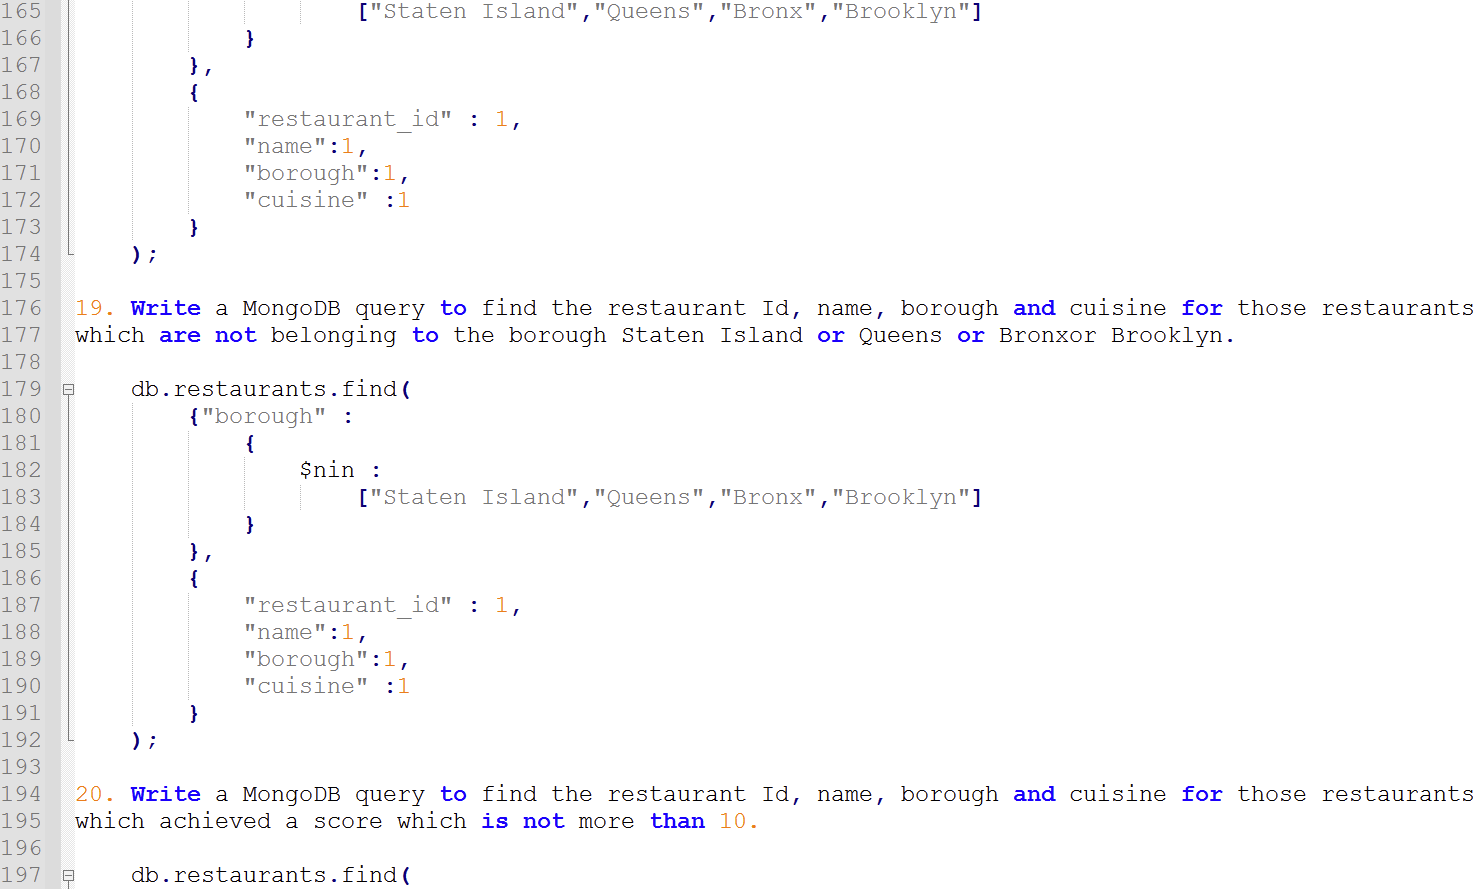 165 ["Staten Island","Queens","Bronx","Brooklyn"]
166 }
167 },
168 {
169 "restaurant_id" : 1,
170 "name":1,
171 "borough":1,
172 "cuisine" :1
173 }
174 );
175
176 19. Write a MongoDB query to find the restaurant Id, name, borough and cuisine for those restaurants
177 which are not belonging to the borough Staten Island or Queens or Bronxor Brooklyn.
178
179 db.restaurants.find(
180 {"borough" :
181 {
182 $nin :
183 ["Staten Island","Queens","Bronx","Brooklyn"]
184 }
185 },
186 {
187 "restaurant_id" : 1,
188 "name":1,
189 "borough":1,
190 "cuisine" :1
191 }
192 );
193
194 20. Write a MongoDB query to find the restaurant Id, name, borough and cuisine for those restaurants
195 which achieved a score which is not more than 10.
196
197 db.restaurants.find(